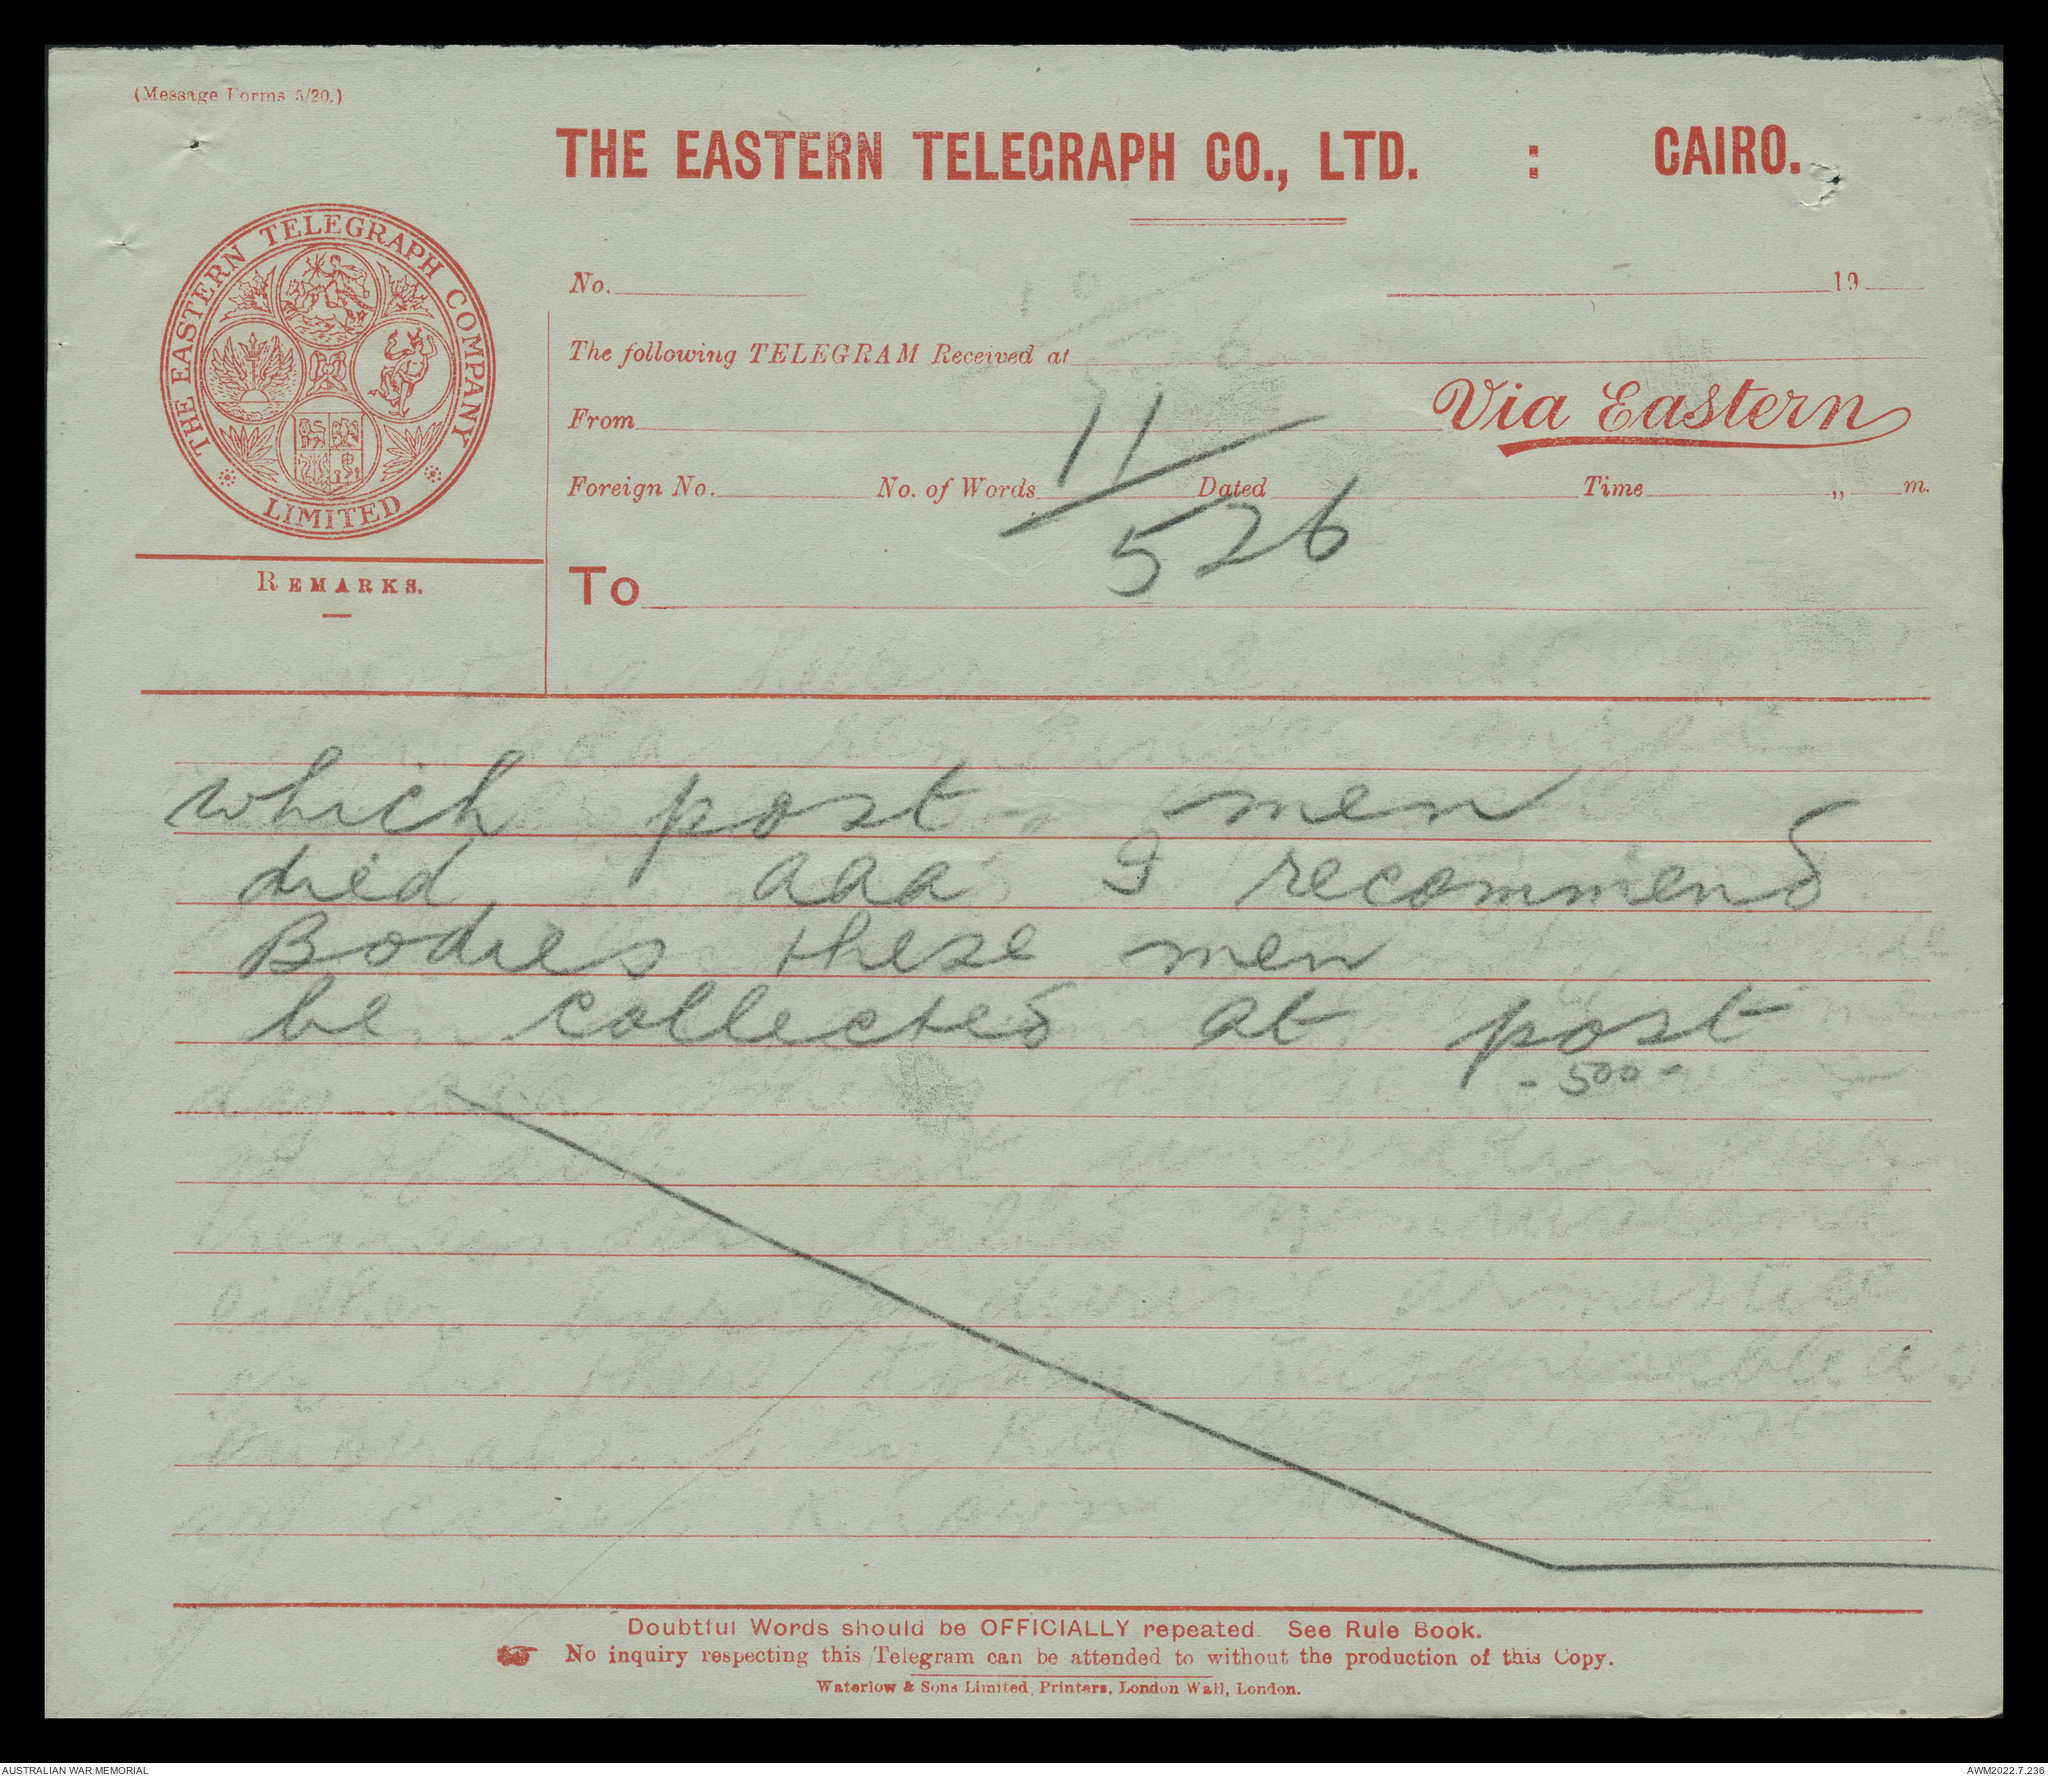 (Message Forms 5/20.)
THE EASTERN TELEGRAPH CO., LTD. : CAIRO.
THE EASTERN TELEGRAPH COMPANY
LIMITED
No. 19
The following TELEGRAM Received at
From Via Eastern
11/526
Foreign No. No. of Words Dated Time ,, m.
REMARKS.
To
which post men
died aaa I recommend
Bodies these men
be collected at post
- 500 -
Doubtful Words should be OFFICIALLY repeated. See Rule Book.
No inquiry respecting this Telegram can be attended to without the production of this Copy.
Waterlow & Sons Limited, Printers, London Wall, London.
AUSTRALIAN WAR MEMORIAL
AWM2022.7.236